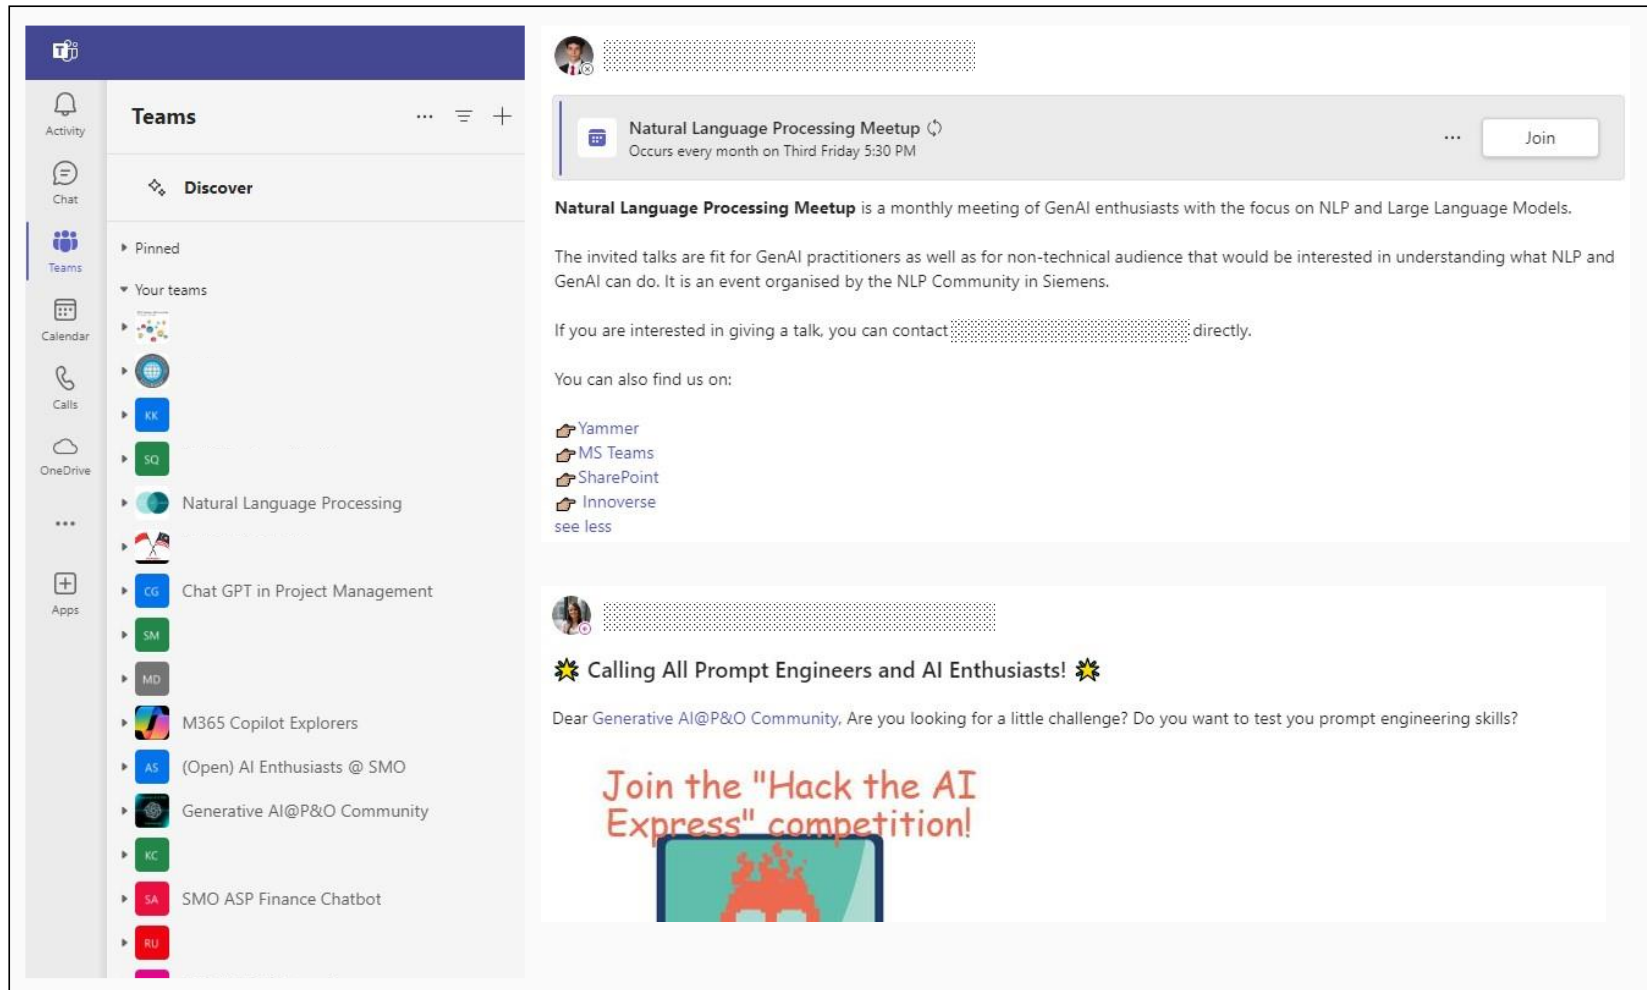 Activity
Chat
Teams
Calendar
Calls
OneDrive
Apps
Teams
Discover
Pinned
Your teams
KK
SQ
Natural Language Processing
CG Chat GPT in Project Management
SM
MD
M365 Copilot Explorers
AS (Open) AI Enthusiasts @ SMO
Generative AI@P&O Community
KC
SA SMO ASP Finance Chatbot
RU
Natural Language Processing Meetup
Occurs every month on Third Friday 5:30 PM
Join
Natural Language Processing Meetup is a monthly meeting of GenAI enthusiasts with the focus on NLP and Large Language Models.
The invited talks are fit for GenAI practitioners as well as for non-technical audience that would be interested in understanding what NLP and
GenAI can do. It is an event organised by the NLP Community in Siemens.
If you are interested in giving a talk, you can contact directly.
You can also find us on:
Yammer
MS Teams
SharePoint
Innoverse
see less
Calling All Prompt Engineers and AI Enthusiasts!
Dear Generative AI@P&O Community, Are you looking for a little challenge? Do you want to test you prompt engineering skills?
Join the "Hack the AI
Express" competition!